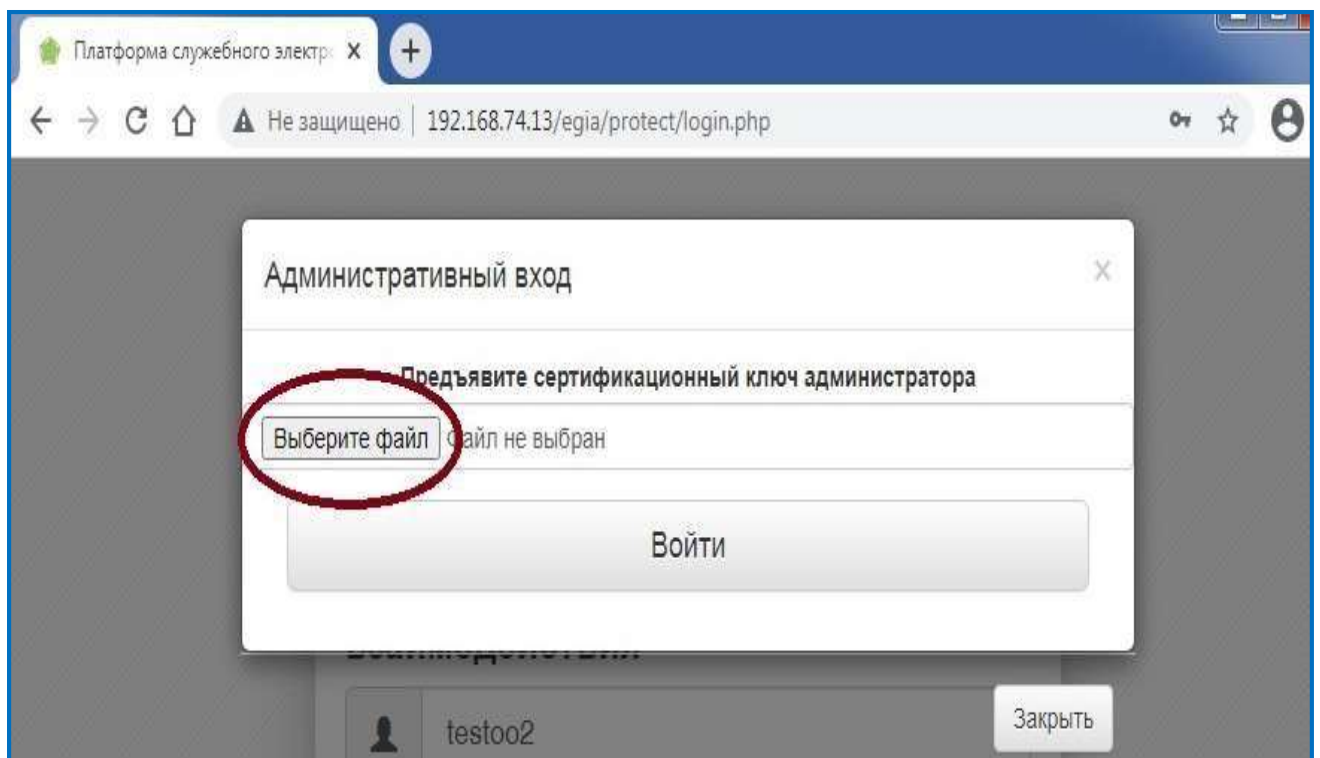 Платформа служебного электр
Не защищено 192.168.74.13/egia/protect/login.php
Административный вход
Предъявите сертификационный ключ администратора
Выберите файл Файл не выбран
Войти
testoo2
Закрыть